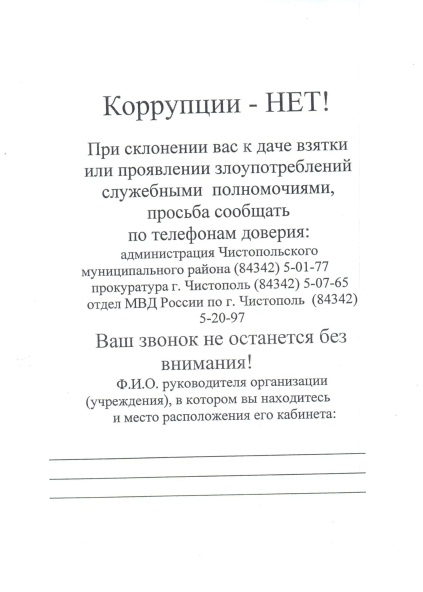 Коррупции - НЕТ!
При склонении вас к даче взятки
или проявлении злоупотреблений
служебными полномочиями,
просьба сообщать
по телефонам доверия:
администрация Чистопольского
муниципального района (84342) 5-01-77
прокуратура г. Чистополь (84342) 5-07-65
отдел МВД России по г. Чистополь (84342)
5-20-97
Ваш звонок не останется без
внимания!
Ф.И.О. руководителя организации
(учреждения), в котором вы находитесь
и место расположения его кабинета: